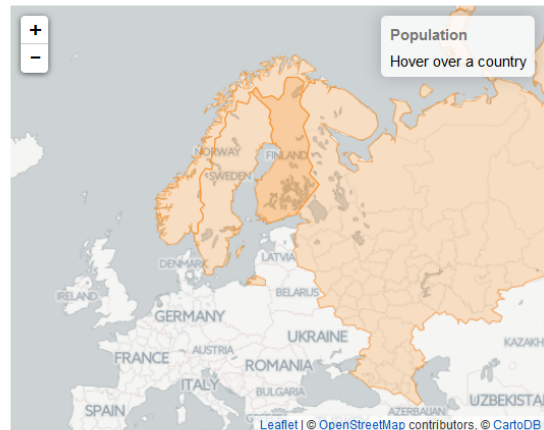 +
−
Population
Hover over a country
NORWAY
FINLAND
SWEDEN
LATVIA
DENMARK
IRELAND
BELARUS
GERMANY
UKRAINE
FRANCE
AUSTRIA
KAZAKH
ROMANIA
ITALY
BULGARIA
UZBEKIST
SPAIN
AZERBAIJAN
Leaflet | © OpenStreetMap contributors, © CartoDB